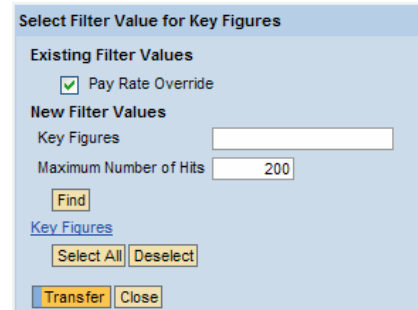 Select Filter Value for Key Figures
Existing Filter Values
Pay Rate Override
New Filter Values
Key Figures
Maximum Number of Hits 200
Find
Key Figures
Select All Deselect
Transfer Close